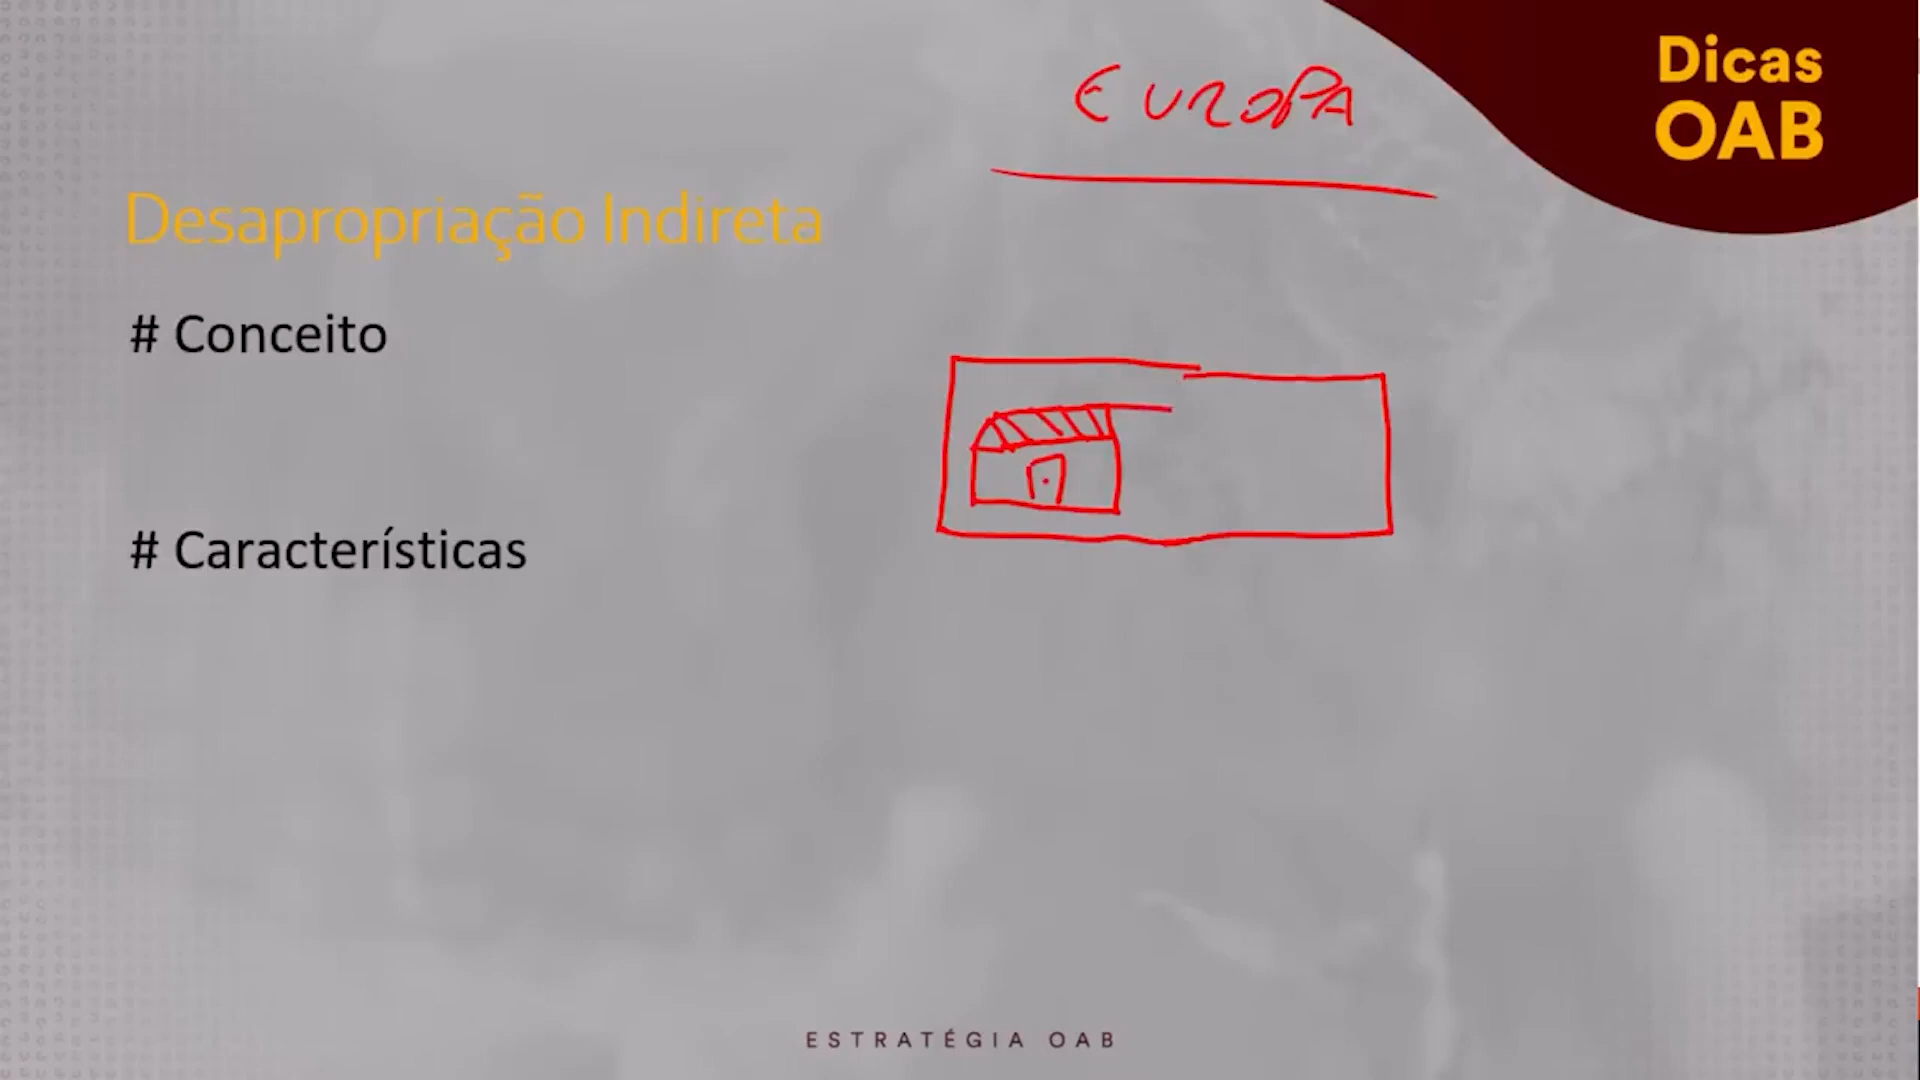 EUROPA
Dicas
OAB
Desapropriação Indireta
# Conceito
# Características
ESTRATÉGIA OAB